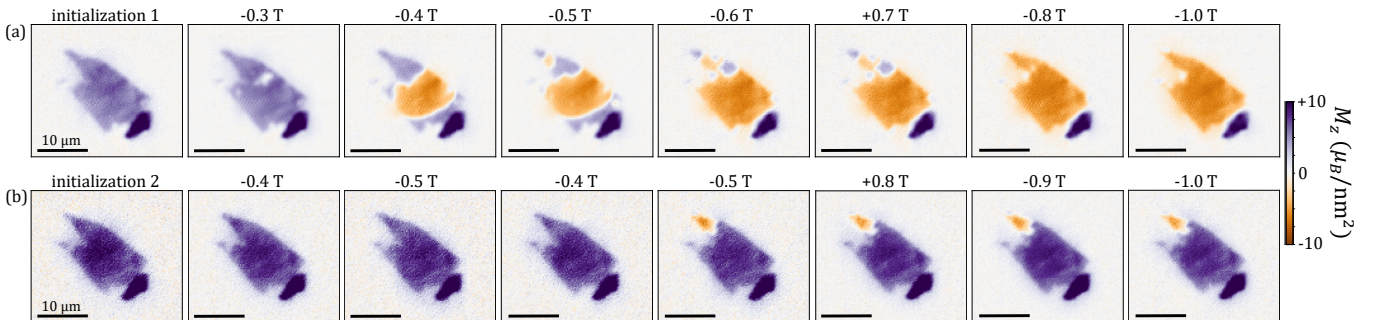 initialization 1 -0.3 T -0.4 T -0.5 T -0.6 T +0.7 T -0.8 T -1.0 T
(a)
10 μm
initialization 2 -0.4 T -0.5 T -0.4 T -0.5 T +0.8 T -0.9 T -1.0 T
(b)
10 μm
+10
0
-10
M_z (μ_B/nm²)